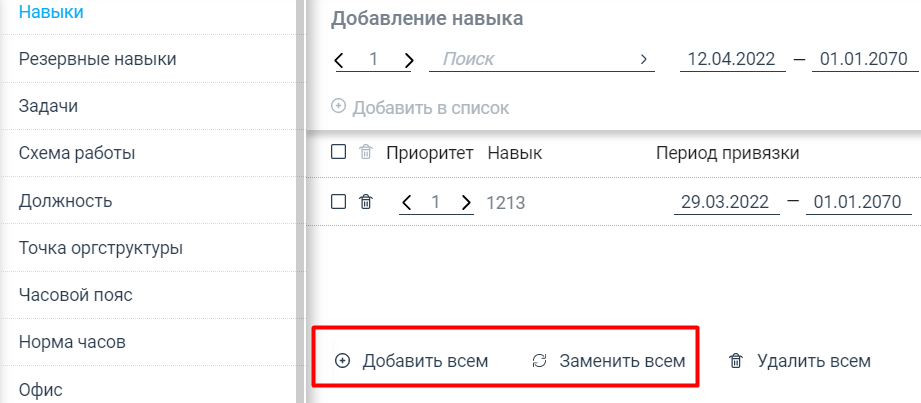 Навыки
Резервные навыки
Задачи
Схема работы
Должность
Точка оргструктуры
Часовой пояс
Норма часов
Офис
Добавление навыка
1 Поиск 12.04.2022 — 01.01.2070
Добавить в список
Приоритет Навык Период привязки
1 1213 29.03.2022 — 01.01.2070
Добавить всем Заменить всем Удалить всем